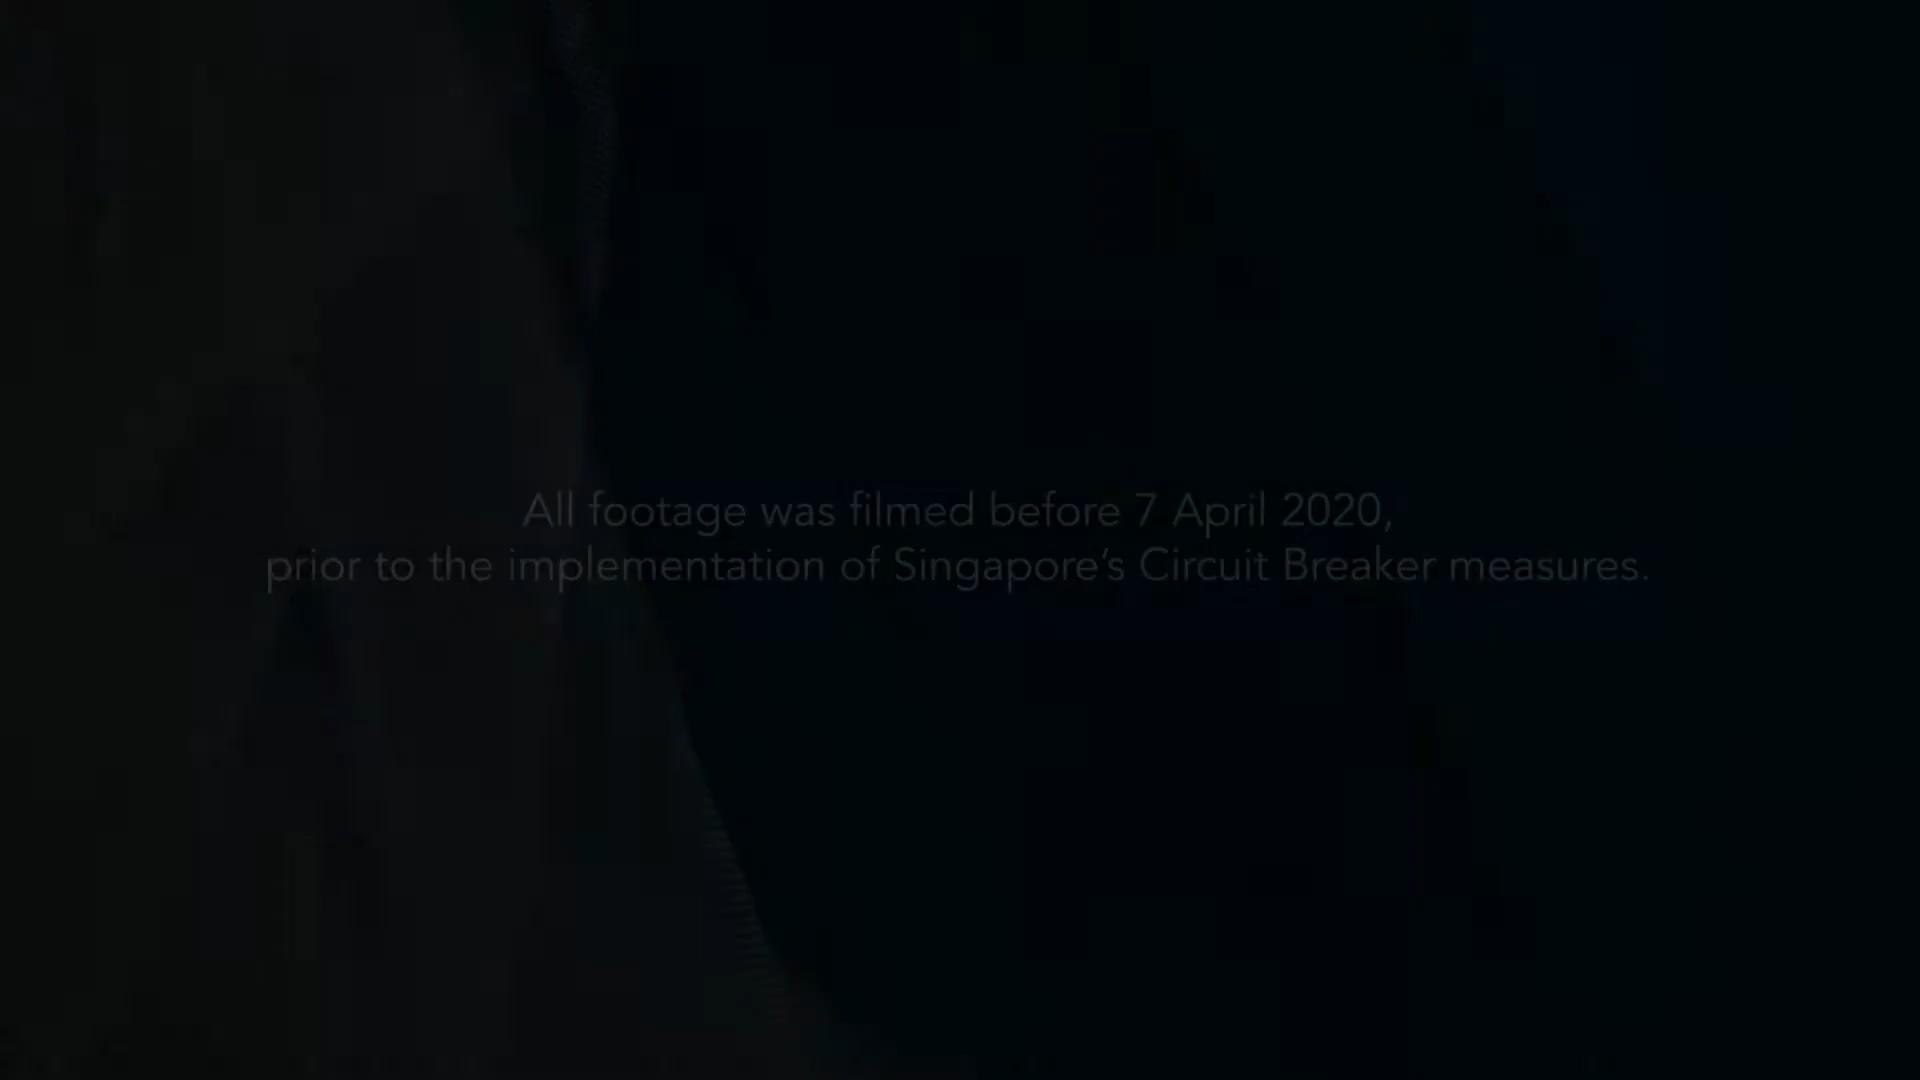 All footage was filmed before 7 April 2020,
prior to the implementation of Singapore’s Circuit Breaker measures.